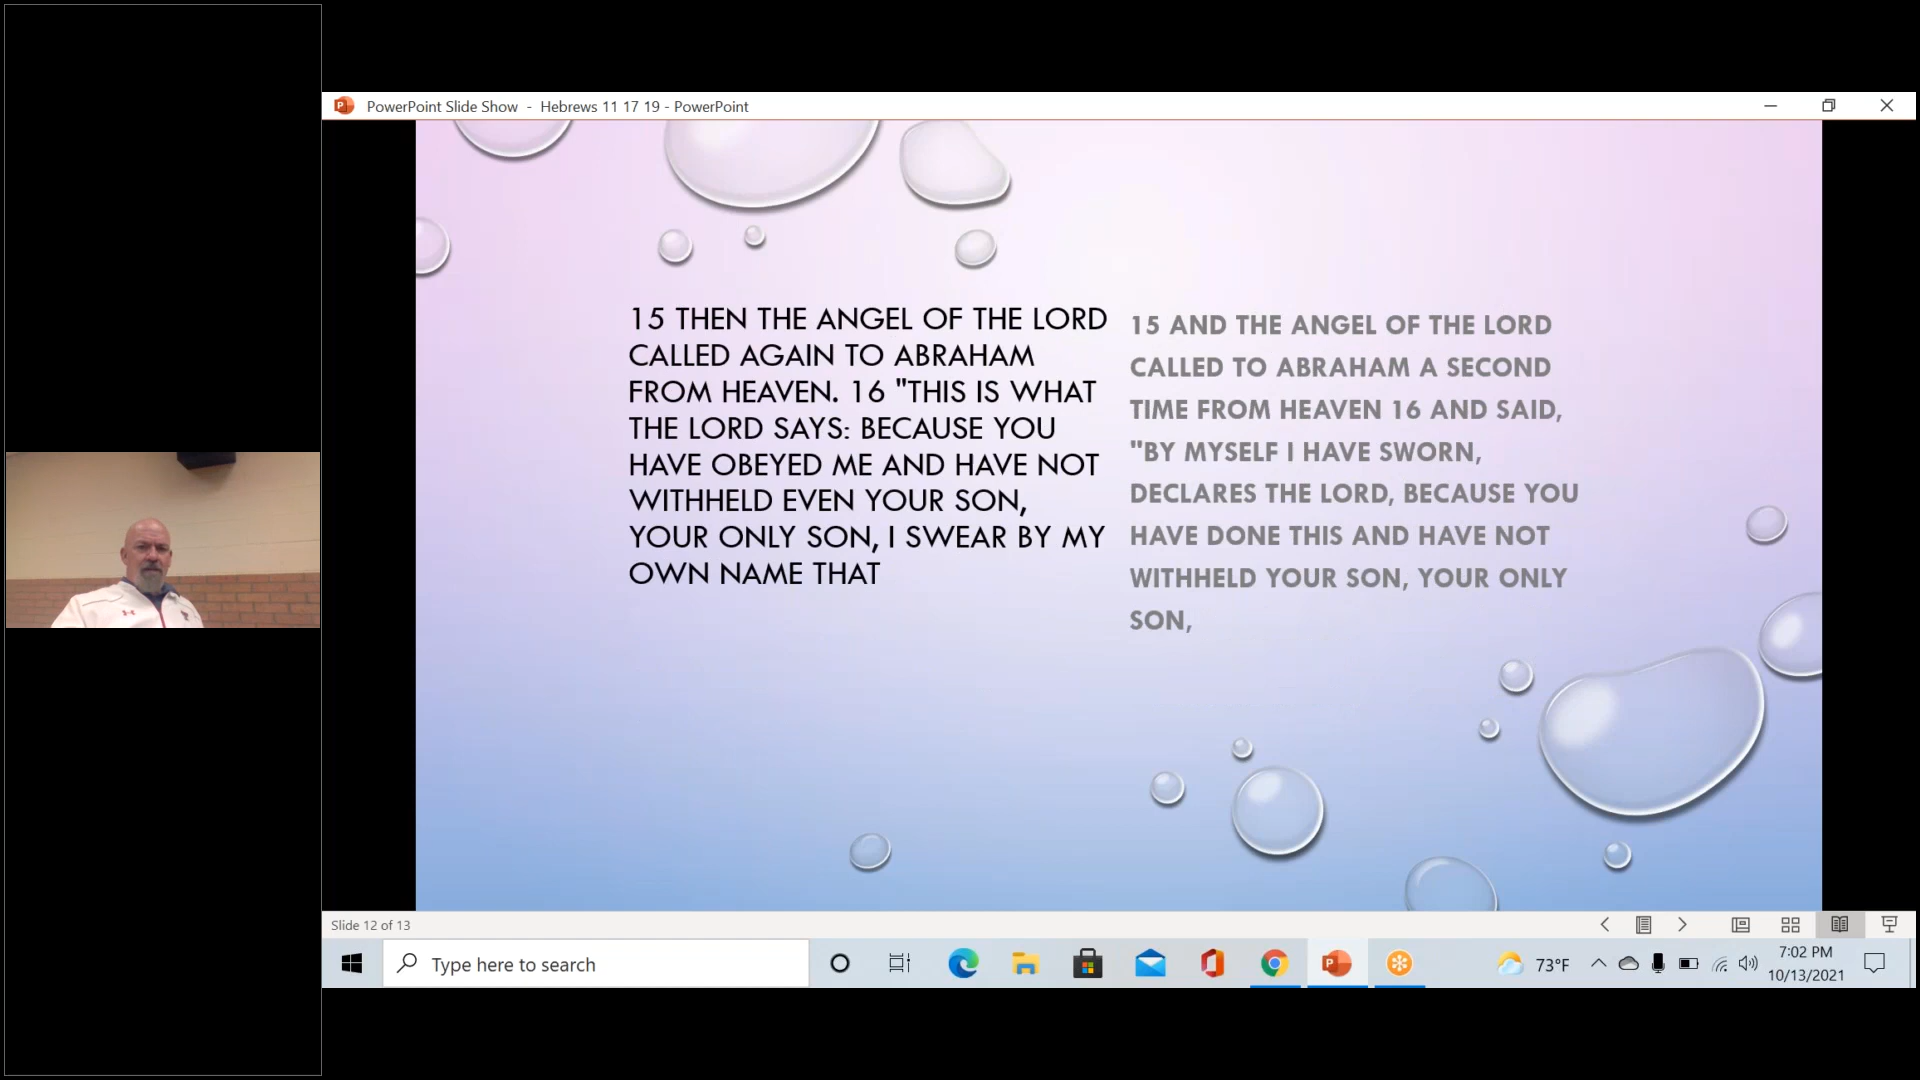 PowerPoint Slide Show - Hebrews 11 17 19 - PowerPoint
15 THEN THE ANGEL OF THE LORD
CALLED AGAIN TO ABRAHAM
FROM HEAVEN. 16 "THIS IS WHAT
THE LORD SAYS: BECAUSE YOU
HAVE OBEYED ME AND HAVE NOT
WITHHELD EVEN YOUR SON,
YOUR ONLY SON, I SWEAR BY MY
OWN NAME THAT
15 AND THE ANGEL OF THE LORD
CALLED TO ABRAHAM A SECOND
TIME FROM HEAVEN 16 AND SAID,
"BY MYSELF I HAVE SWORN,
DECLARES THE LORD, BECAUSE YOU
HAVE DONE THIS AND HAVE NOT
WITHHELD YOUR SON, YOUR ONLY
SON,
Slide 12 of 13
Type here to search
73°F
7:02 PM
10/13/2021